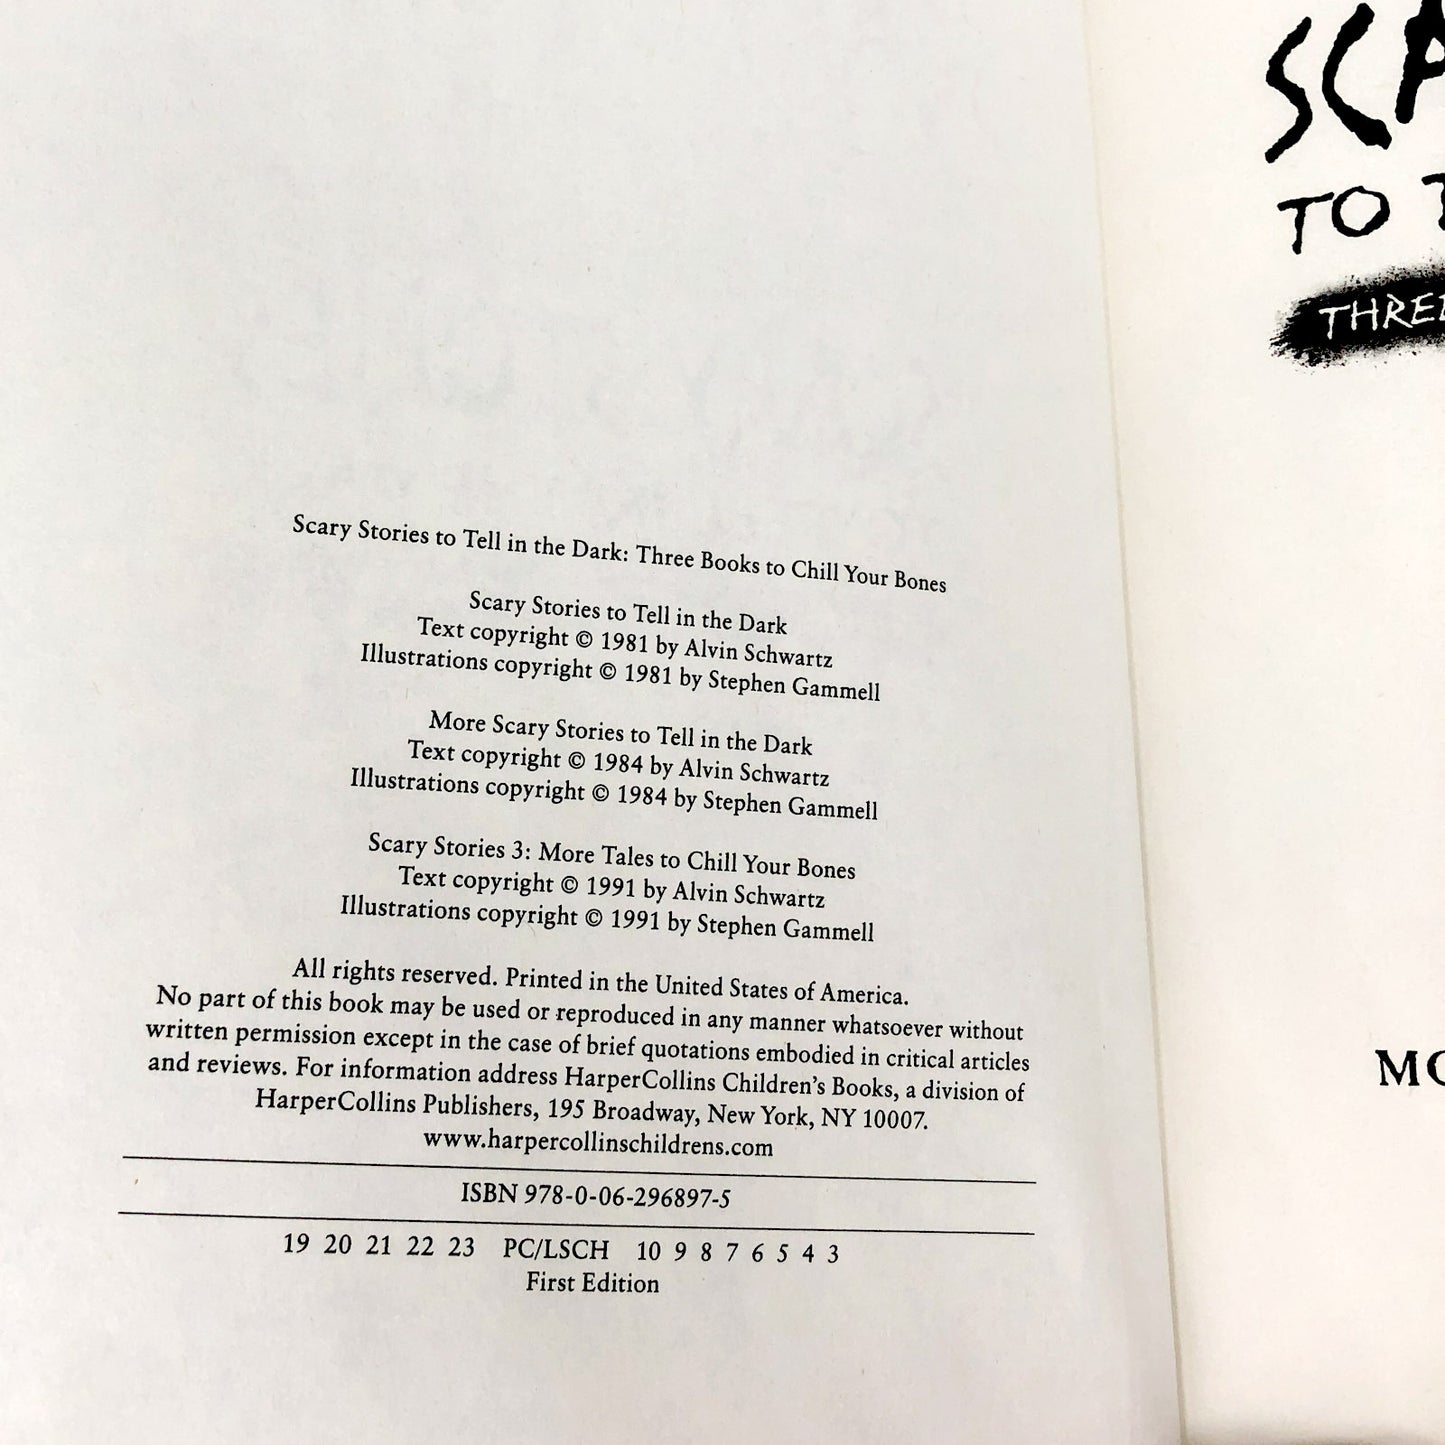 Scary Stories to Tell in the Dark: Three Books to Chill Your Bones
Scary Stories to Tell in the Dark
Text copyright © 1981 by Alvin Schwartz
Illustrations copyright © 1981 by Stephen Gammell
More Scary Stories to Tell in the Dark
Text copyright © 1984 by Alvin Schwartz
Illustrations copyright © 1984 by Stephen Gammell
Scary Stories 3: More Tales to Chill Your Bones
Text copyright © 1991 by Alvin Schwartz
Illustrations copyright © 1991 by Stephen Gammell
All rights reserved. Printed in the United States of America.
No part of this book may be used or reproduced in any manner whatsoever without
written permission except in the case of brief quotations embodied in critical articles
and reviews. For information address HarperCollins Children's Books, a division of
HarperCollins Publishers, 195 Broadway, New York, NY 10007.
www.harpercollinschildrens.com
ISBN 978-0-06-296897-5
19 20 21 22 23 PC/LSCH 10 9 8 7 6 5 4 3
First Edition
SCA
TO T
THREE
MO